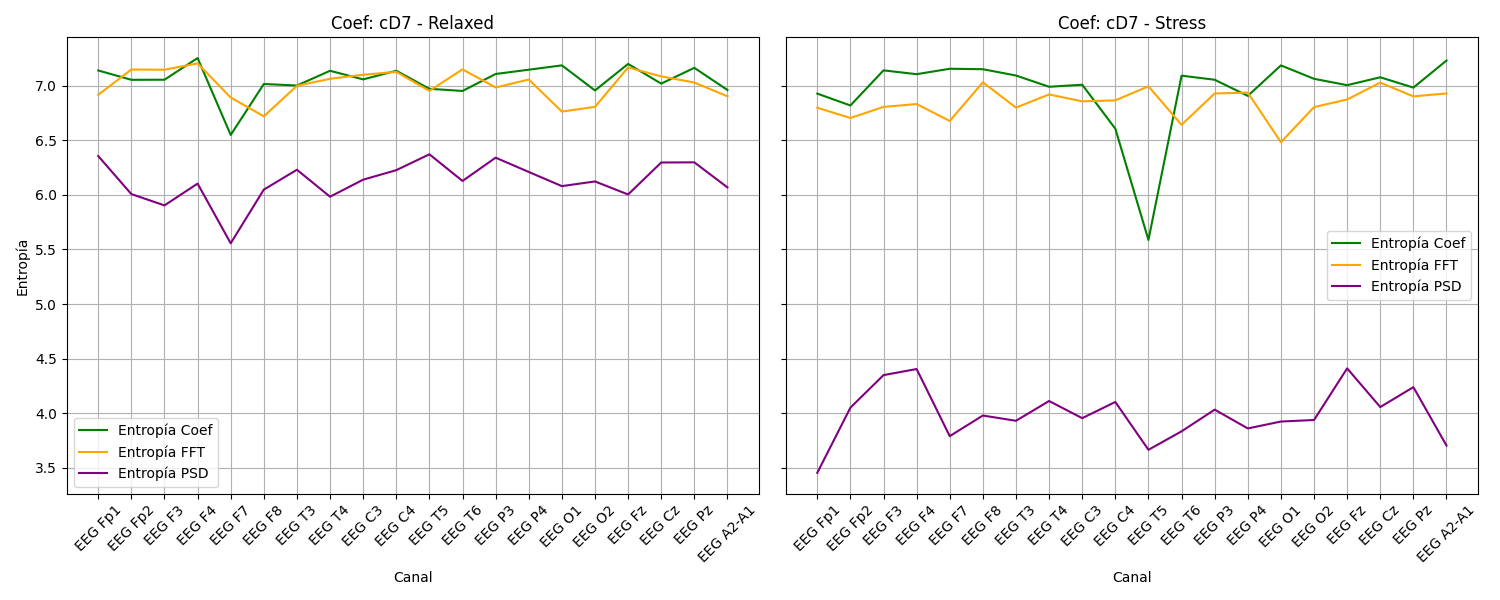 Coef: cD7 - Relaxed
Entropía
7.0
6.5
6.0
5.5
5.0
4.5
4.0
3.5
Entropía Coef
Entropía FFT
Entropía PSD
EEG Fp1
EEG Fp2
EEG F3
EEG F4
EEG F7
EEG F8
EEG T3
EEG T4
EEG C3
EEG C4
EEG T5
EEG T6
EEG P3
EEG P4
EEG O1
EEG O2
EEG Fz
EEG Cz
EEG Pz
EEG A2-A1
Canal
Coef: cD7 - Stress
Entropía Coef
Entropía FFT
Entropía PSD
EEG Fp1
EEG Fp2
EEG F3
EEG F4
EEG F7
EEG F8
EEG T3
EEG T4
EEG C3
EEG C4
EEG T5
EEG T6
EEG P3
EEG P4
EEG O1
EEG O2
EEG Fz
EEG Cz
EEG Pz
EEG A2-A1
Canal